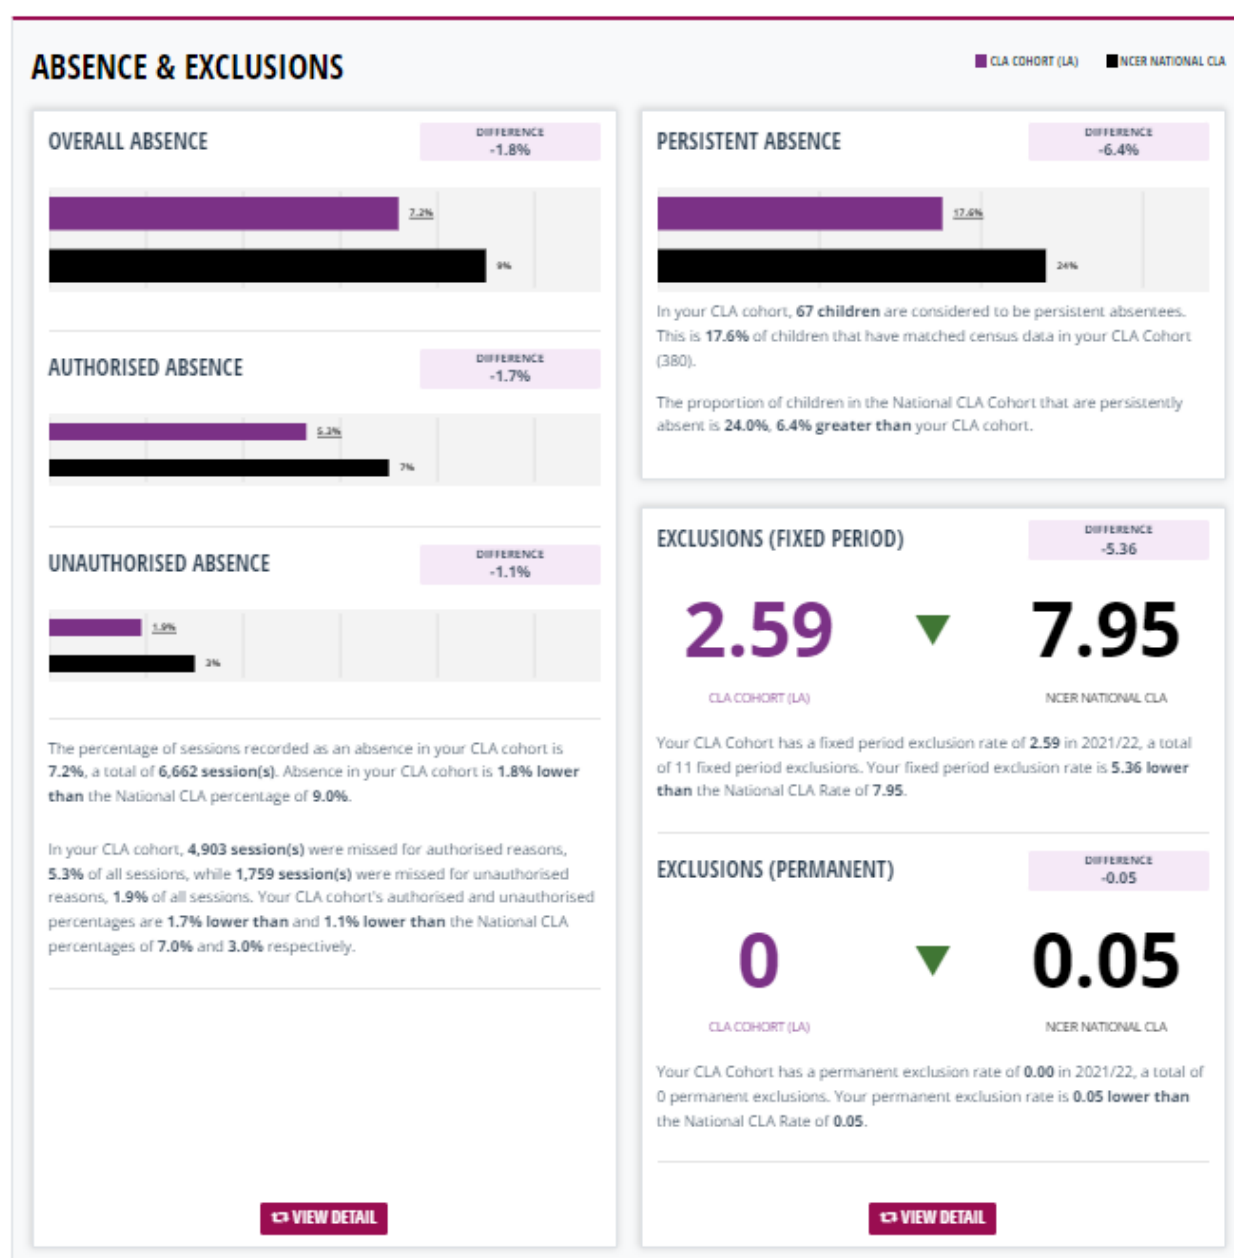 ABSENCE & EXCLUSIONS
CLA COHORT (LA)
NCER NATIONAL CLA
OVERALL ABSENCE
DIFFERENCE
-1.8%
7.2%
9%
AUTHORISED ABSENCE
DIFFERENCE
-1.7%
5.3%
7%
UNAUTHORISED ABSENCE
DIFFERENCE
-1.1%
1.9%
3%
The percentage of sessions recorded as an absence in your CLA cohort is
7.2%, a total of 6,662 session(s). Absence in your CLA cohort is 1.8% lower
than the National CLA percentage of 9.0%.
In your CLA cohort, 4,903 session(s) were missed for authorised reasons,
5.3% of all sessions, while 1,759 session(s) were missed for unauthorised
reasons, 1.9% of all sessions. Your CLA cohort's authorised and unauthorised
percentages are 1.7% lower than and 1.1% lower than the National CLA
percentages of 7.0% and 3.0% respectively.
VIEW DETAIL
PERSISTENT ABSENCE
DIFFERENCE
-6.4%
17.6%
24%
In your CLA cohort, 67 children are considered to be persistent absentees.
This is 17.6% of children that have matched census data in your CLA Cohort
(380).
The proportion of children in the National CLA Cohort that are persistently
absent is 24.0%, 6.4% greater than your CLA cohort.
EXCLUSIONS (FIXED PERIOD)
DIFFERENCE
-5.36
2.59
7.95
CLA COHORT (LA)
NCER NATIONAL CLA
Your CLA Cohort has a fixed period exclusion rate of 2.59 in 2021/22, a total
of 11 fixed period exclusions. Your fixed period exclusion rate is 5.36 lower
than the National CLA Rate of 7.95.
EXCLUSIONS (PERMANENT)
DIFFERENCE
-0.05
0
0.05
CLA COHORT (LA)
NCER NATIONAL CLA
Your CLA Cohort has a permanent exclusion rate of 0.00 in 2021/22, a total of
0 permanent exclusions. Your permanent exclusion rate is 0.05 lower than
the National CLA Rate of 0.05.
VIEW DETAIL